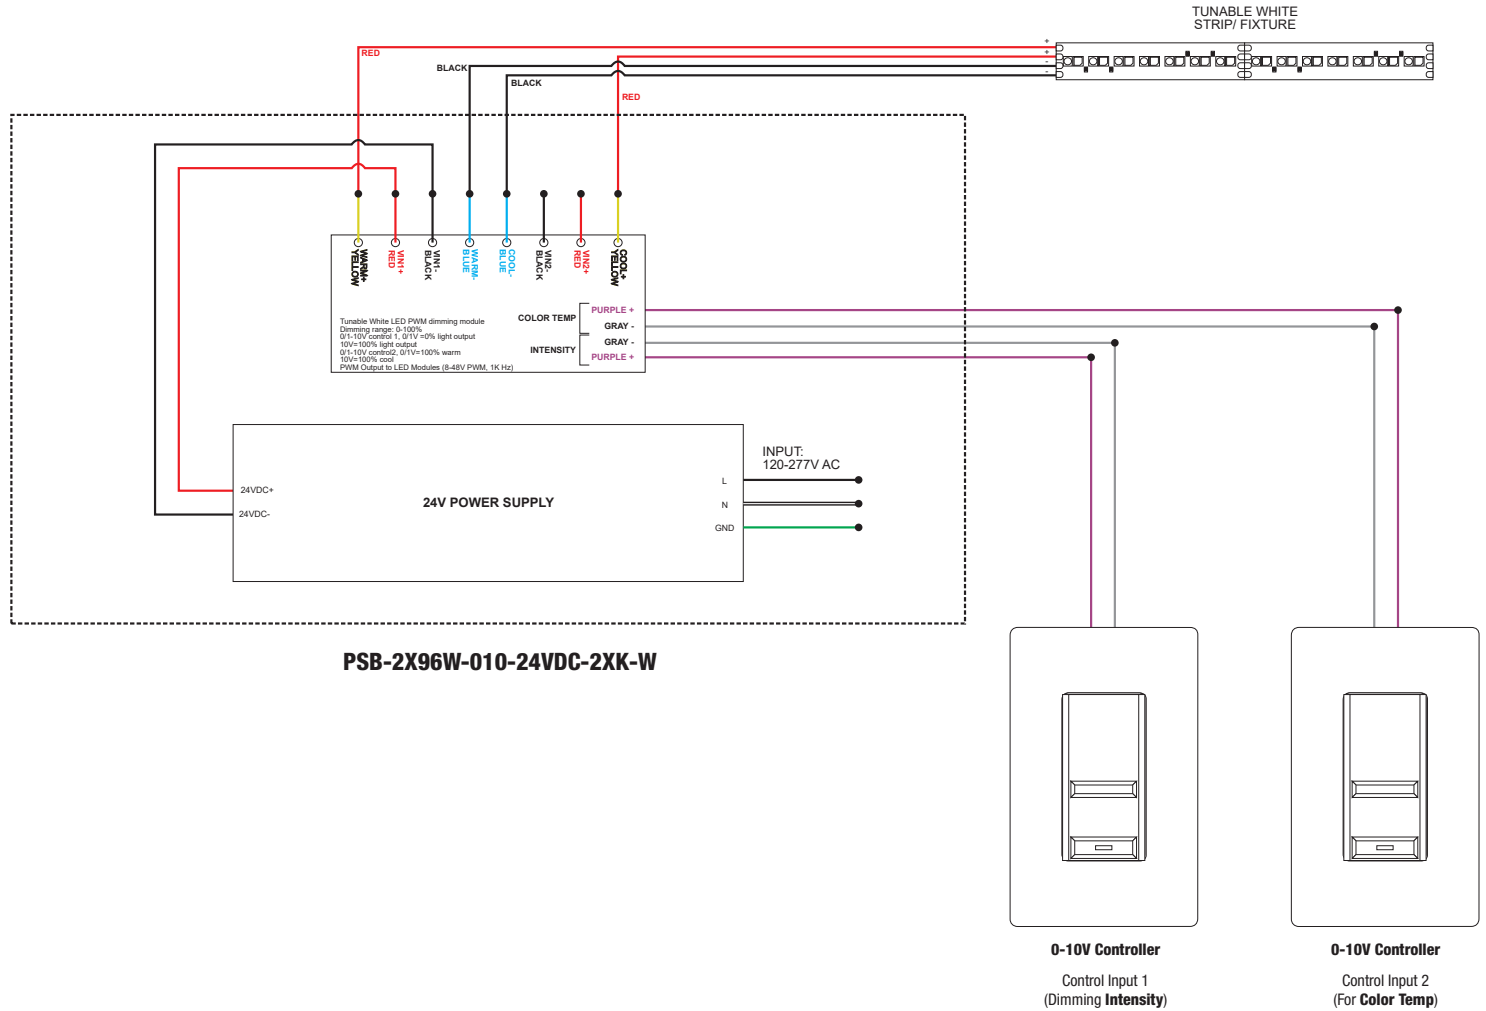 TUNABLE WHITE
STRIP/ FIXTURE
+
+
-
-
RED
BLACK
BLACK
RED
WARM+
YELLOW
VIN1+
RED
VIN1-
BLACK
WARM-
BLUE
COOL-
BLUE
VIN2-
BLACK
VIN2+
RED
COOL+
YELLOW
COLOR TEMP
PURPLE +
GRAY -
INTENSITY
GRAY -
PURPLE +
Tunable White LED PWM dimming module
Dimming range: 0-100%
0/1-10V control 1, 0/1V =0% light output
10V=100% light output
0/1-10V control2, 0/1V=100% warm
10V=100% cool
PWM Output to LED Modules (8-48V PWM, 1K Hz)
24VDC+
24VDC-
24V POWER SUPPLY
L
N
GND
INPUT:
120-277V AC
PSB-2X96W-010-24VDC-2XK-W
0-10V Controller
Control Input 1
(Dimming Intensity)
0-10V Controller
Control Input 2
(For Color Temp)